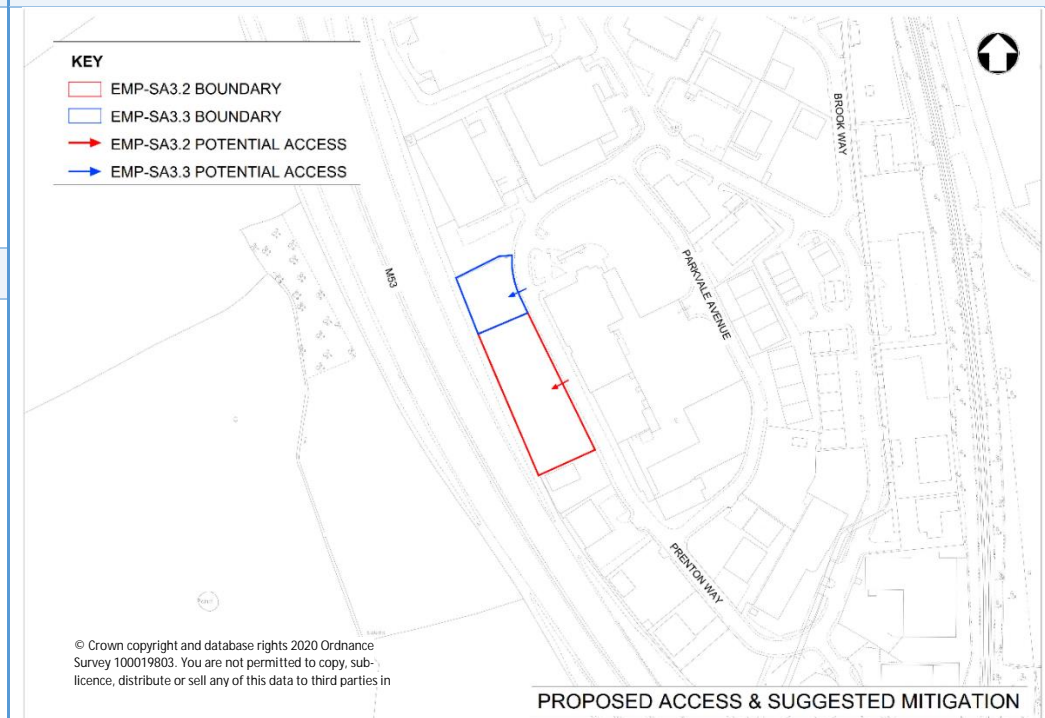 KEY
EMP-SA3.2 BOUNDARY
EMP-SA3.3 BOUNDARY
EMP-SA3.2 POTENTIAL ACCESS
EMP-SA3.3 POTENTIAL ACCESS
BROOK WAY
M53
PARKVALE AVENUE
PRENTON WAY
© Crown copyright and database rights 2020 Ordnance
Survey 100019803. You are not permitted to copy, sub-
licence, distribute or sell any of this data to third parties in
PROPOSED ACCESS & SUGGESTED MITIGATION